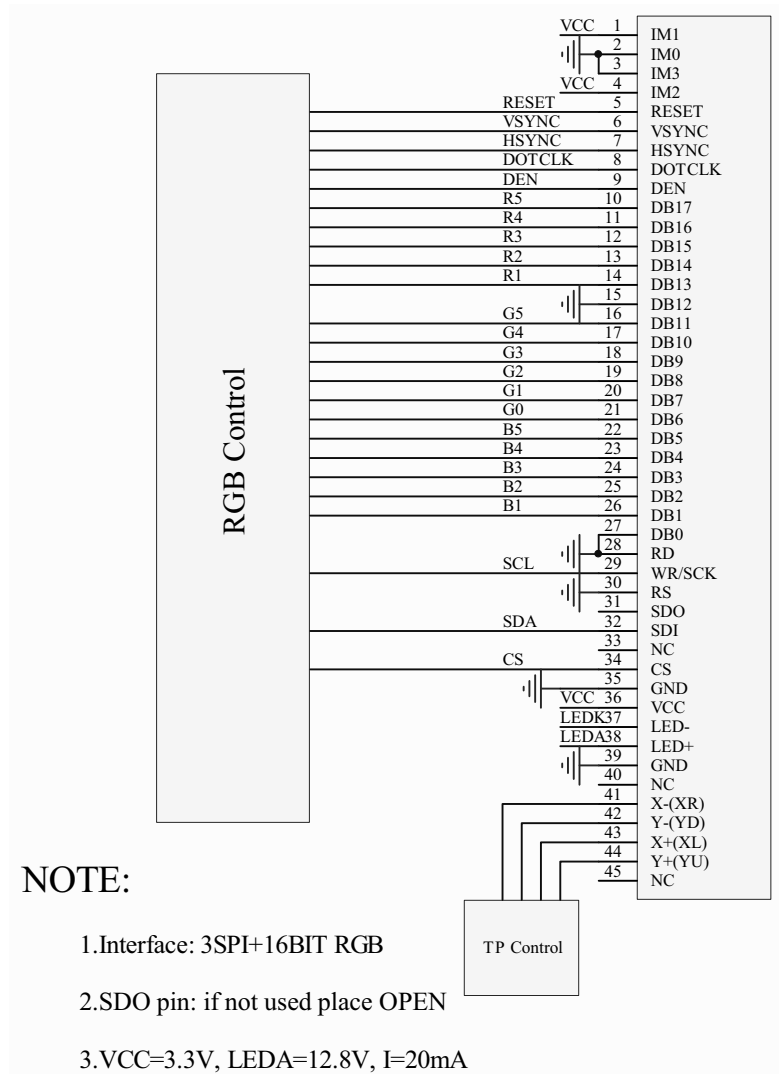 VCC 1 IM1
2 IM0
3 IM3
VCC 4 IM2
RESET 5 RESET
VSYNC 6 VSYNC
HSYNC 7 HSYNC
DOTCLK 8 DOTCLK
DEN 9 DEN
R5 10 DB17
R4 11 DB16
R3 12 DB15
R2 13 DB14
R1 14 DB13
15 DB12
G5 16 DB11
G4 17 DB10
G3 18 DB9
G2 19 DB8
G1 20 DB7
G0 21 DB6
B5 22 DB5
B4 23 DB4
B3 24 DB3
B2 25 DB2
B1 26 DB1
27 DB0
28 RD
SCL 29 WR/SCK
30 RS
31 SDO
SDA 32 SDI
33 NC
CS 34 CS
35 GND
VCC 36 VCC
LEDK37 LED-
LEDA38 LED+
39 GND
40 NC
41 X-(XR)
42 Y-(YD)
43 X+(XL)
44 Y+(YU)
45 NC
RGB Control
TP Control
NOTE:
1.Interface: 3SPI+16BIT RGB
2.SDO pin: if not used place OPEN
3.VCC=3.3V, LEDA=12.8V, I=20mA